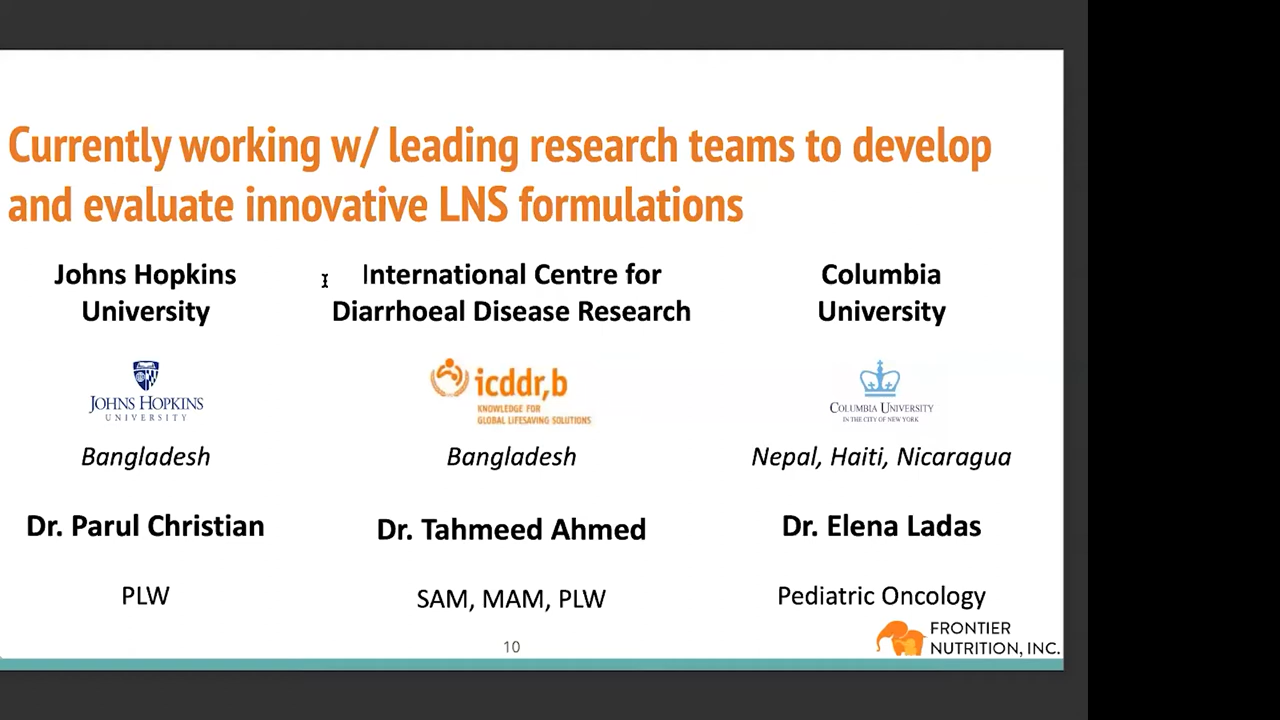 Currently working w/ leading research teams to develop
and evaluate innovative LNS formulations
Johns Hopkins
University
JOHNS HOPKINS
UNIVERSITY
Bangladesh
Dr. Parul Christian
PLW
International Centre for
Diarrhoeal Disease Research
icddr,b
KNOWLEDGE FOR
GLOBAL LIFESAVING SOLUTIONS
Bangladesh
Dr. Tahmeed Ahmed
SAM, MAM, PLW
Columbia
University
COLUMBIA UNIVERSITY
IN THE CITY OF NEW YORK
Nepal, Haiti, Nicaragua
Dr. Elena Ladas
Pediatric Oncology
10
FRONTIER
NUTRITION, INC.